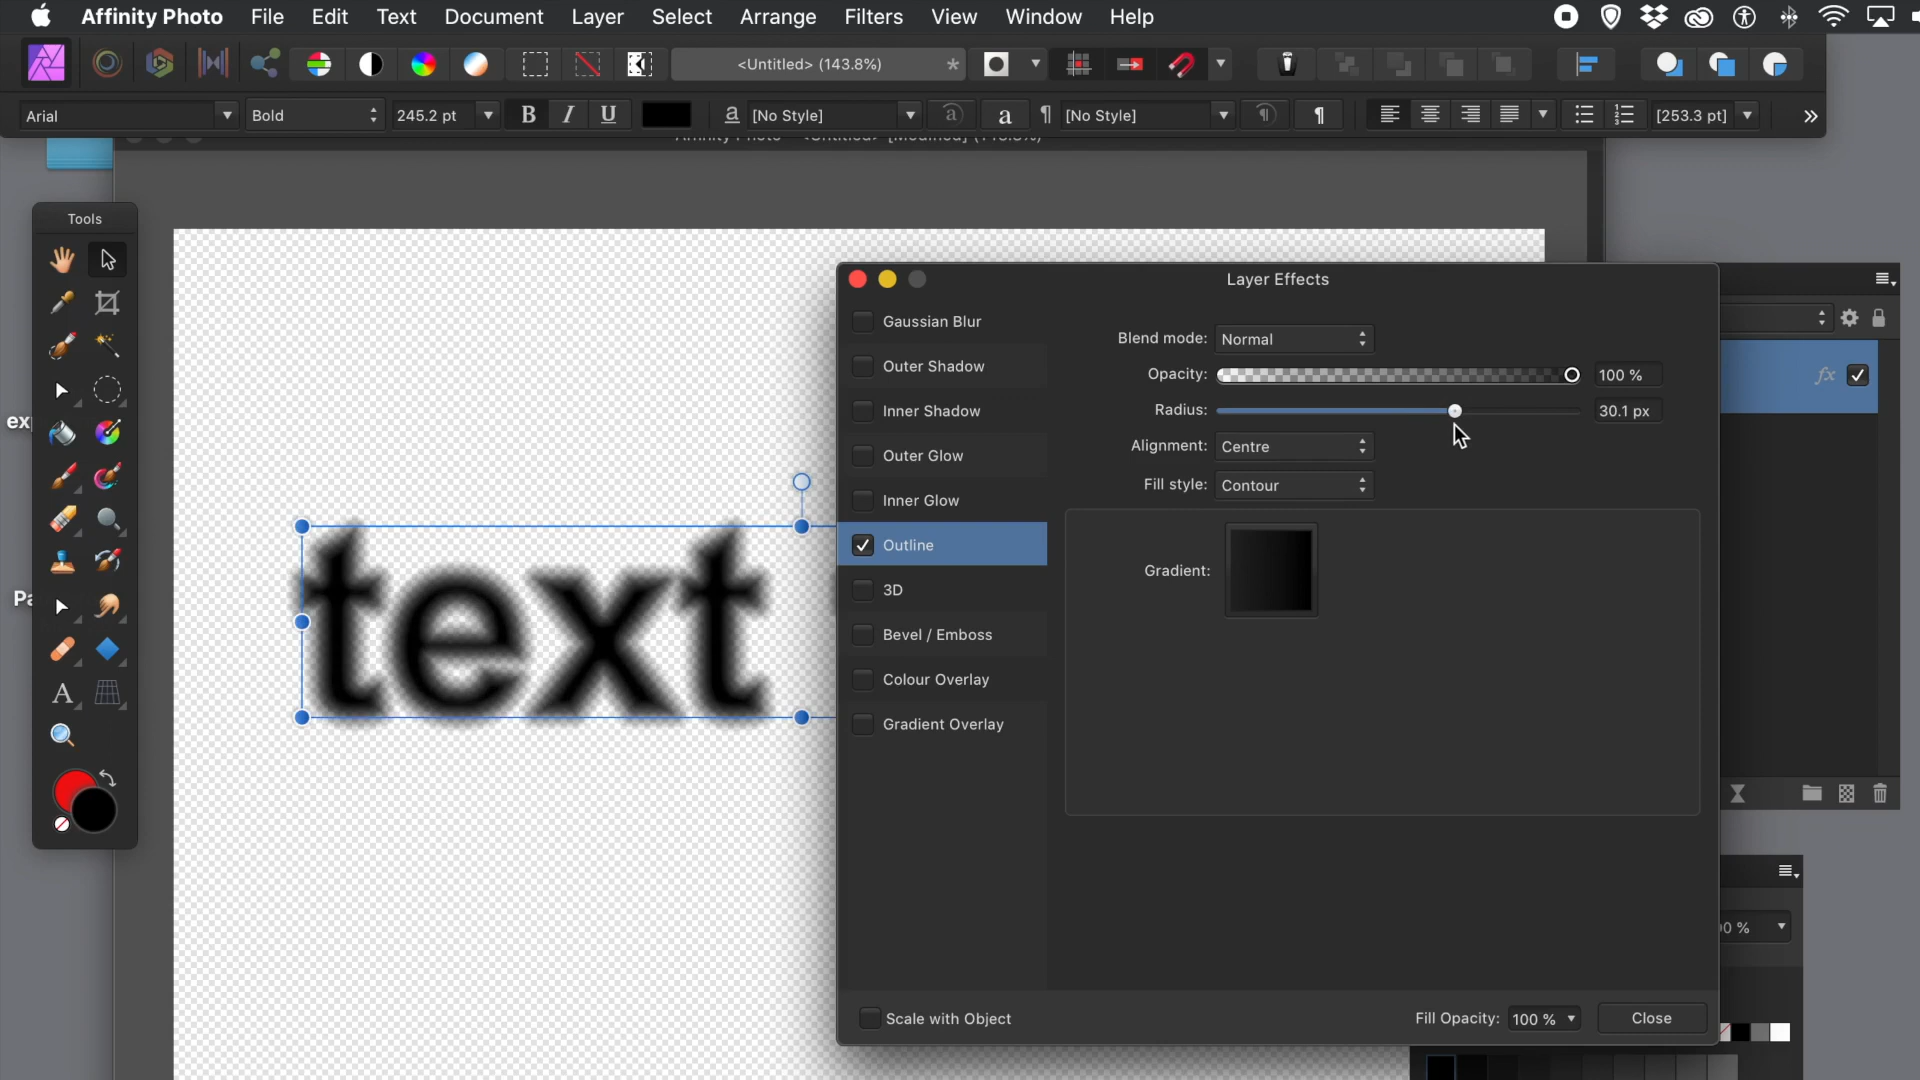 Affinity Photo File Edit Text Document Layer Select Arrange Filters View Window Help
<Untitled> (143.8%) *
Arial Bold 245.2 pt B I U a [No Style] a a ¶ [No Style] ¶ ¶ [253.3 pt] »
Tools
Layer Effects
Gaussian Blur
Outer Shadow
Inner Shadow
Outer Glow
Inner Glow
Outline
3D
Bevel / Emboss
Colour Overlay
Gradient Overlay
Blend mode: Normal
Opacity: 100 %
Radius: 30.1 px
Alignment: Centre
Fill style: Contour
Gradient:
Scale with Object
Fill Opacity: 100 %
Close
text
fx
A